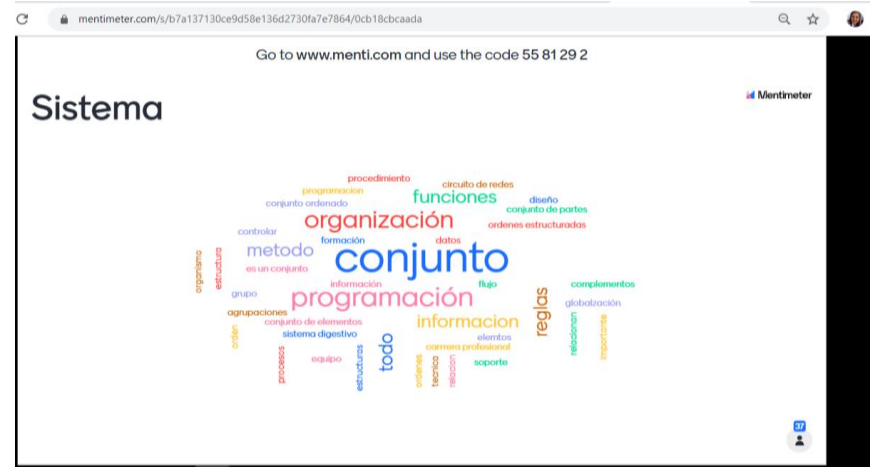 mentimeter.com/s/b7a137130ce9d58e136d2730fa7e7864/0cb18cbcaada
Go to www.menti.com and use the code 55 81 29 2
Sistema
Mentimeter
procedimiento
circuito de redes
programacion
funciones
diseño
conjunto ordenado
conjunto de partes
organización
ordenes estructuradas
controlar
formación
datos
metodo
conjunto
organismo
estructura
es un conjunto
información
flujo
complementos
grupo
programación
reglas
globalzación
agrupaciones
conjunto de elementos
informacion
relacionan
importante
orden
sistema digestivo
todo
elemtos
carrera profesional
procesos
equipo
estructuras
ordenes
tecnica
relacion
soporte
37